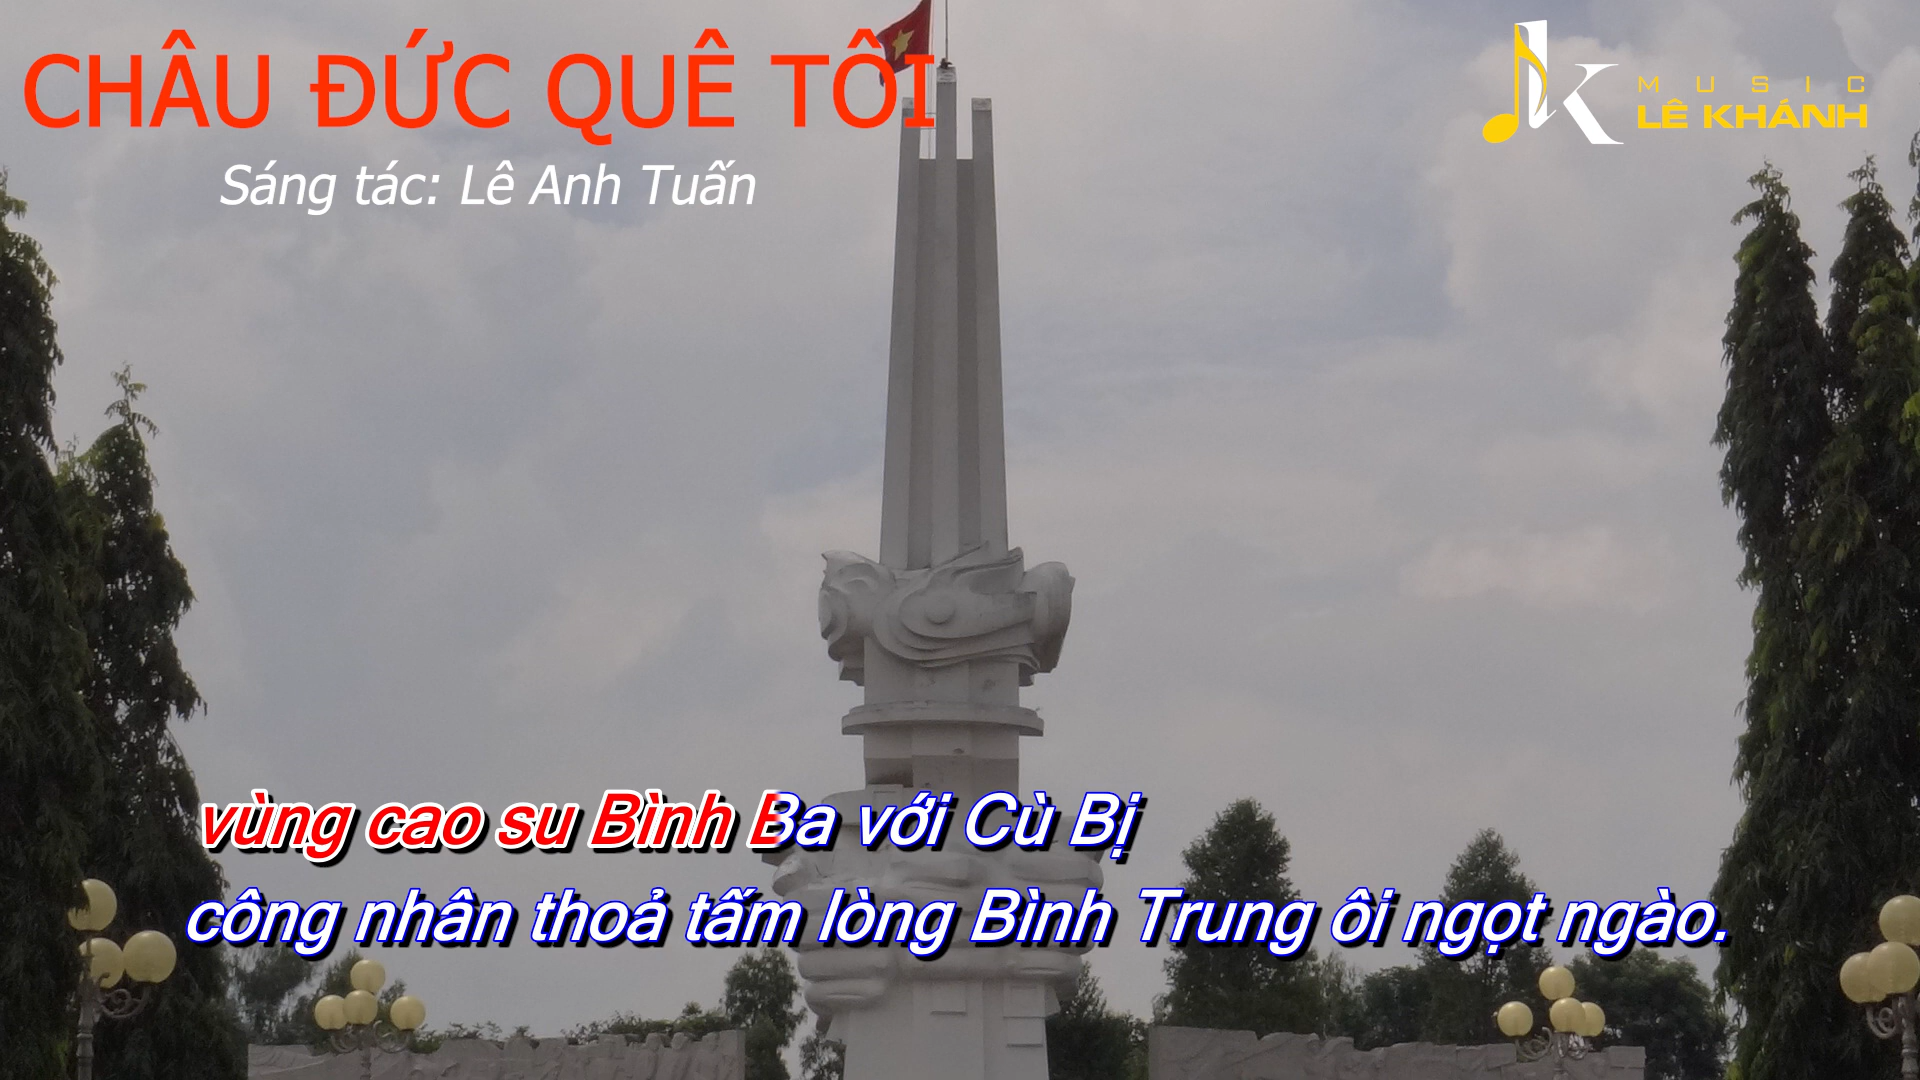 CHÂU ĐỨC QUÊ TÔI
Sáng tác: Lê Anh Tuấn
K MUSIC
LÊ KHÁNH
vùng cao su Bình Ba với Cù Bị
công nhân thoả tấm lòng Bình Trung ôi ngọt ngào.